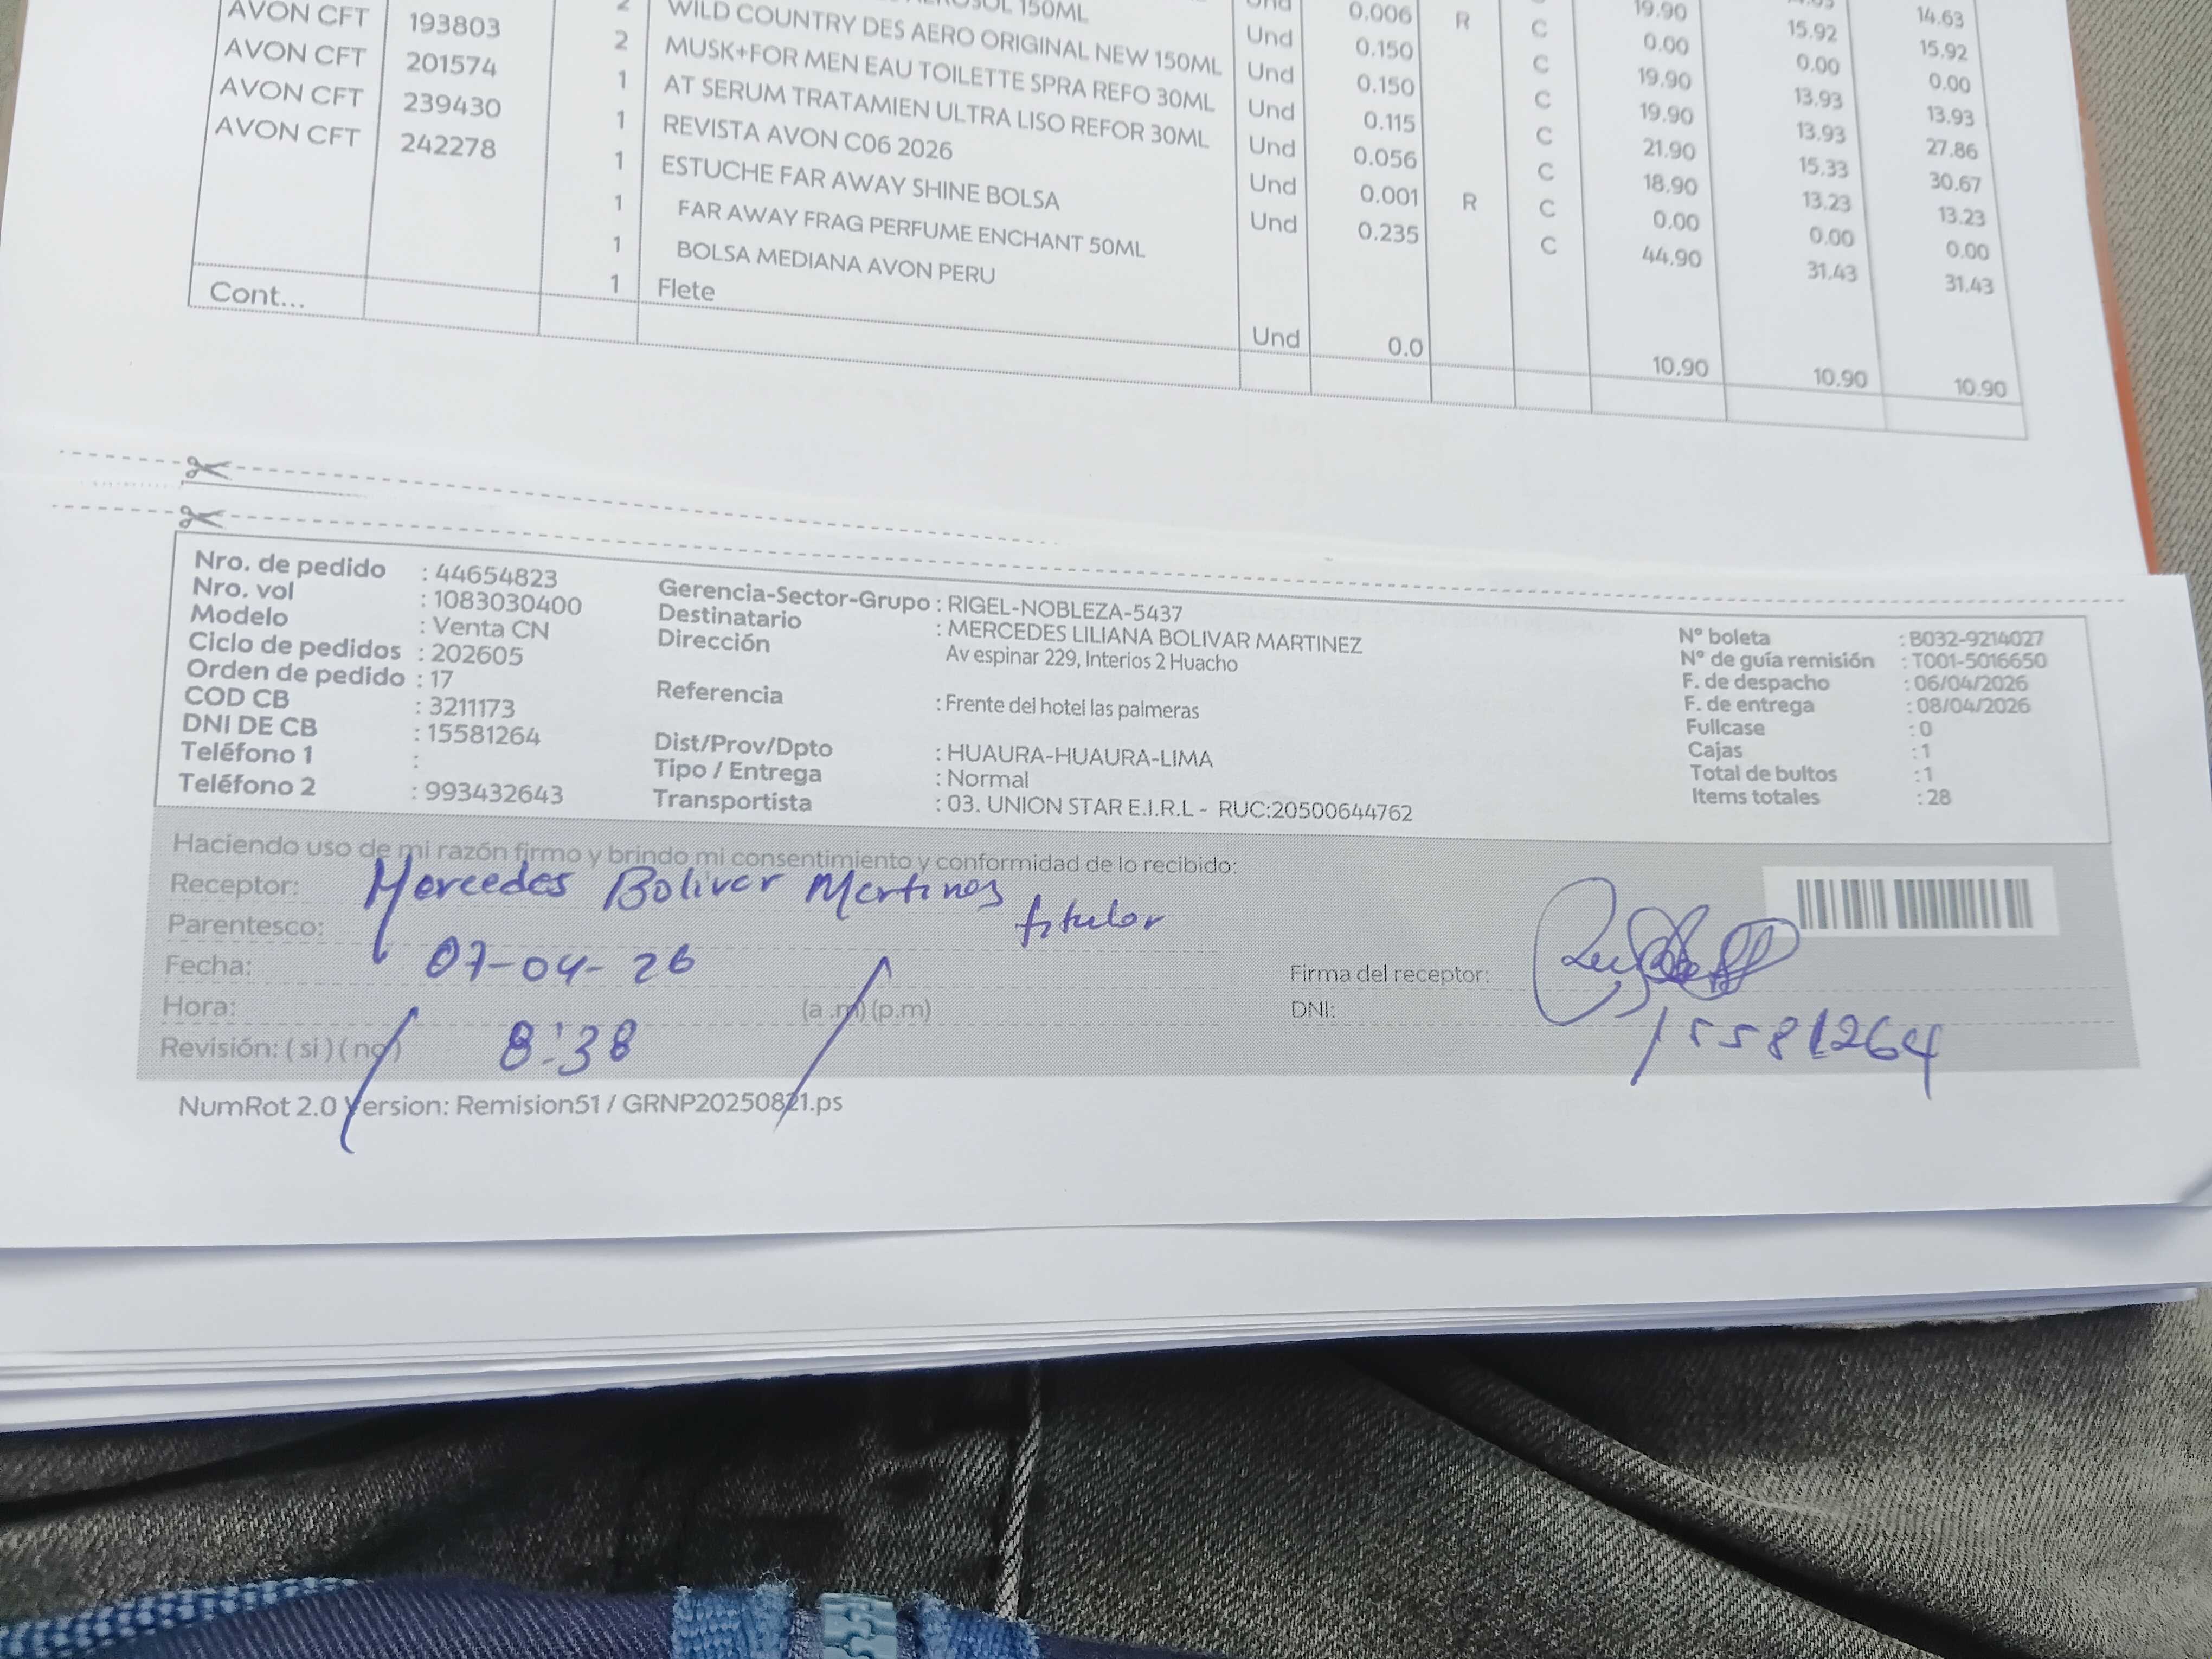 150ML 0.006 R C 19.90 14.63
AVON CFT 193803 2 WILD COUNTRY DES AERO ORIGINAL NEW 150ML Und 0.150 C 0.00 15.92 15.92
AVON CFT 201574 2 MUSK+FOR MEN EAU TOILETTE SPRA REFO 30ML Und 0.150 C 19.90 0.00 0.00
AVON CFT 239430 1 AT SERUM TRATAMIEN ULTRA LISO REFOR 30ML Und 0.115 C 19.90 13.93 13.93
AVON CFT 242278 1 REVISTA AVON C06 2026 Und 0.056 C 21.90 13.93 27.86
1 ESTUCHE FAR AWAY SHINE BOLSA Und 0.001 R C 18.90 15.33 30.67
1 FAR AWAY FRAG PERFUME ENCHANT 50ML Und 0.235 C 0.00 13.23 13.23
1 BOLSA MEDIANA AVON PERU 44.90 0.00 0.00
31.43 31.43
Cont... 1 Flete Und 0.0 10.90 10.90 10.90
Nro. de pedido : 44654823
Nro. vol : 1083030400
Modelo : Venta CN
Ciclo de pedidos : 202605
Orden de pedido : 17
COD CB : 3211173
DNI DE CB : 15581264
Teléfono 1 :
Teléfono 2 : 993432643
Gerencia-Sector-Grupo : RIGEL-NOBLEZA-5437
Destinatario : MERCEDES LILIANA BOLIVAR MARTINEZ
Dirección Av espinar 229, Interios 2 Huacho
Referencia : Frente del hotel las palmeras
Dist/Prov/Dpto : HUAURA-HUAURA-LIMA
Tipo / Entrega : Normal
Transportista : 03. UNION STAR E.I.R.L - RUC:20500644762
N° boleta : B032-9214027
N° de guía remisión : T001-5016650
F. de despacho : 06/04/2026
F. de entrega : 08/04/2026
Fullcase : 0
Cajas : 1
Total de bultos : 1
Items totales : 28
Haciendo uso de mi razón firmo y brindo mi consentimiento y conformidad de lo recibido:
Receptor: Mercedes Bolivar Martines
Parentesco: titular
Fecha: 07-04-26
Hora: 8:38 (a .m) (p.m)
Revisión: ( si ) ( no )
Firma del receptor:
DNI: 15581264
NumRot 2.0 Version: Remision51 / GRNP20250821.ps